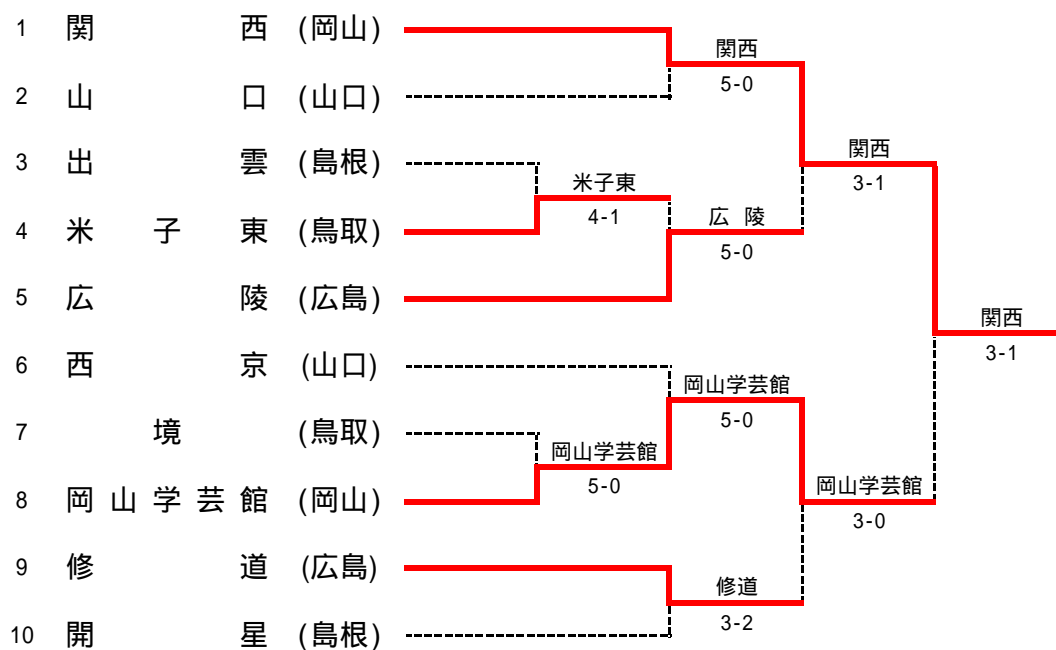 1 関西 (岡山)
関西
5-0
2 山口 (山口)
関西
3-1
3 出雲 (島根)
米子東
4-1
4 米子東 (鳥取)
広陵
5-0
5 広陵 (広島)
関西
3-1
6 西京 (山口)
岡山学芸館
5-0
7 境 (鳥取)
岡山学芸館
5-0
8 岡山学芸館 (岡山)
岡山学芸館
3-0
9 修道 (広島)
修道
3-2
10 開星 (島根)